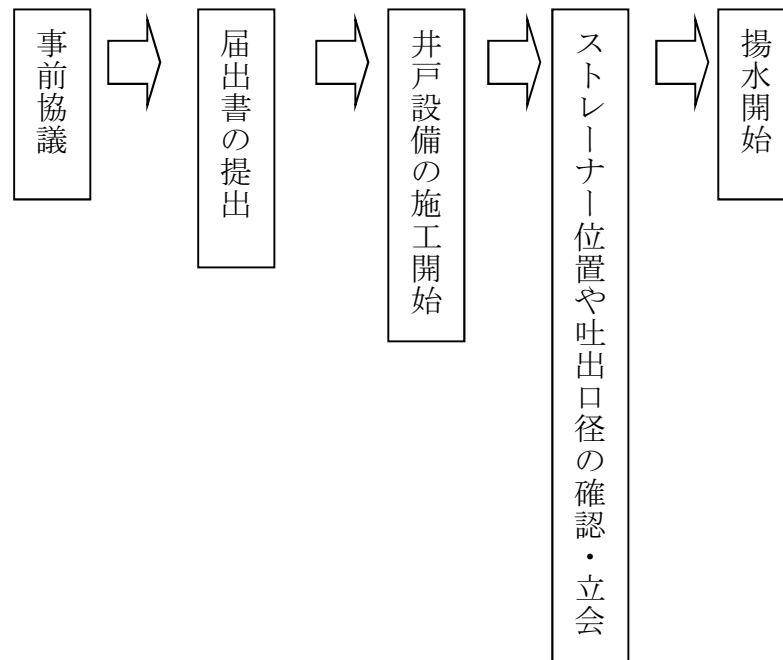 事前協議
届出書の提出
井戸設備の施工開始
ストレーナー位置や吐出口径の確認・立会
揚水開始